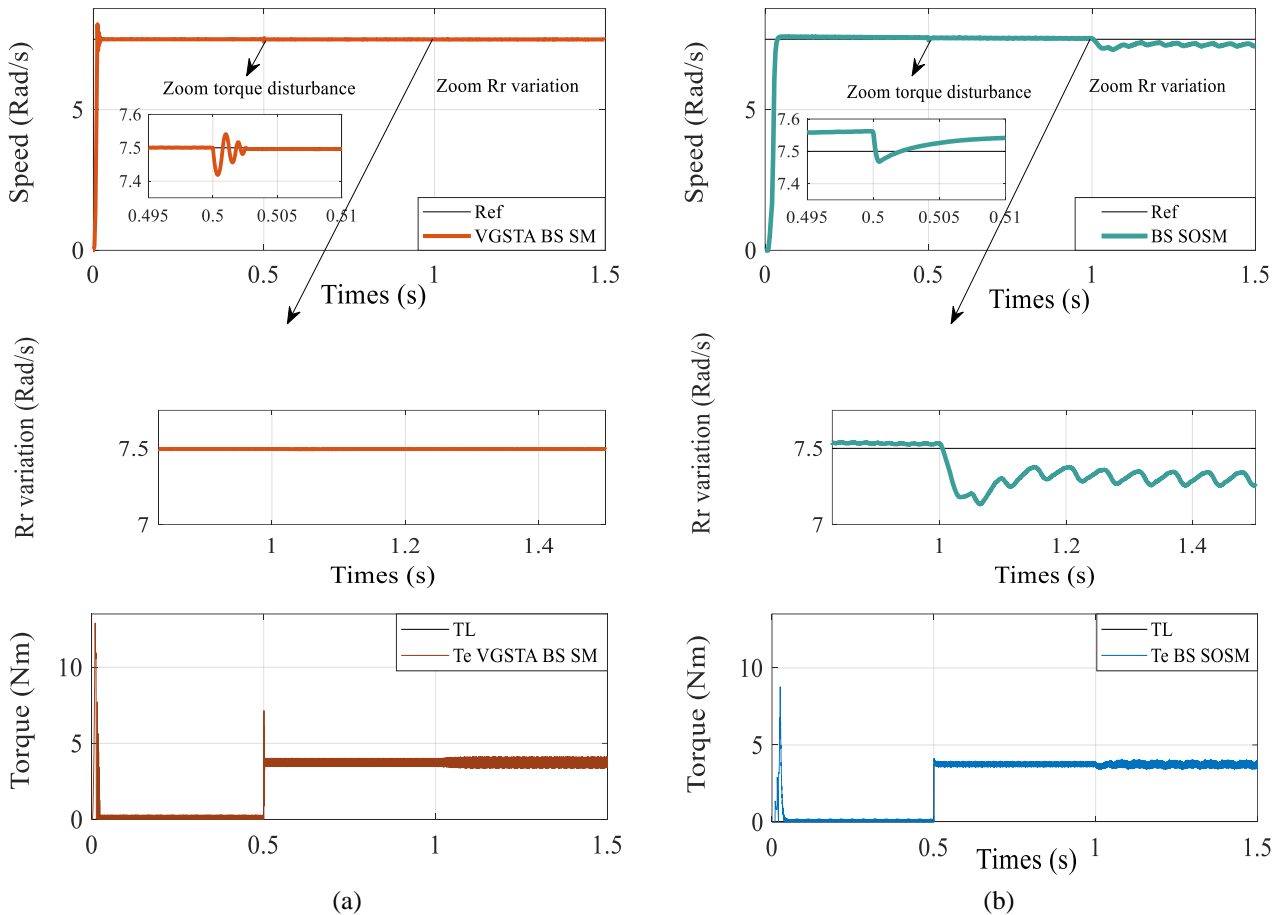 Speed (Rad/s)
5
0
Zoom torque disturbance
Zoom Rr variation
7.6
7.5
7.4
0.495
0.5
0.505
0.51
Ref
VGSTA BS SM
0
0.5
1
1.5
Times (s)
Rr variation (Rad/s)
7.5
7
1
1.2
1.4
Times (s)
Torque (Nm)
10
5
0
TL
Te VGSTA BS SM
0
0.5
1
1.5
(a)
Speed (Rad/s)
5
0
Zoom torque disturbance
Zoom Rr variation
7.6
7.5
7.4
0.495
0.5
0.505
0.51
Ref
BS SOSM
0
0.5
1
1.5
Times (s)
Rr variation (Rad/s)
7.5
7
1
1.2
1.4
Times (s)
Torque (Nm)
10
5
0
TL
Te BS SOSM
0
0.5
1
1.5
Times (s)
(b)